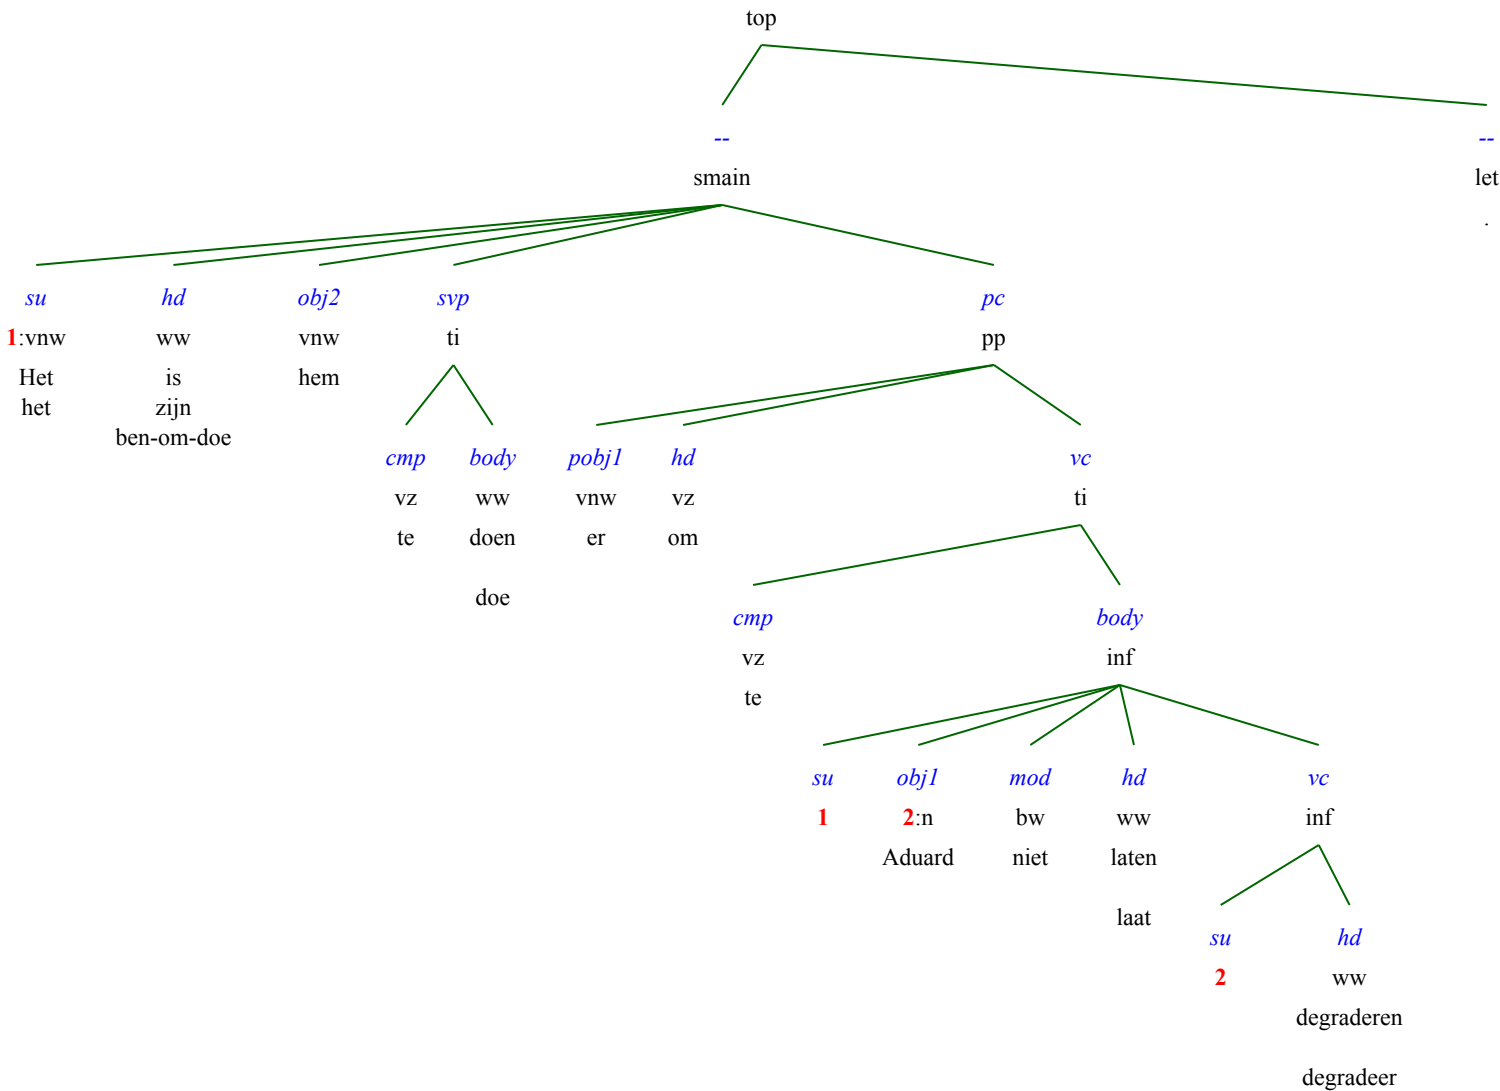 top
-- --
smain let
.
su hd obj2 svp pc
1:vnw ww vnw ti pp
Het is hem
het zijn
ben-om-doe
cmp body pobj1 hd vc
vz ww vnw vz ti
te doen er om
doe
cmp body
vz inf
te
su obj1 mod hd vc
1 2:n bw ww inf
Aduard niet laten
laat
su hd
2 ww
degraderen
degradeer